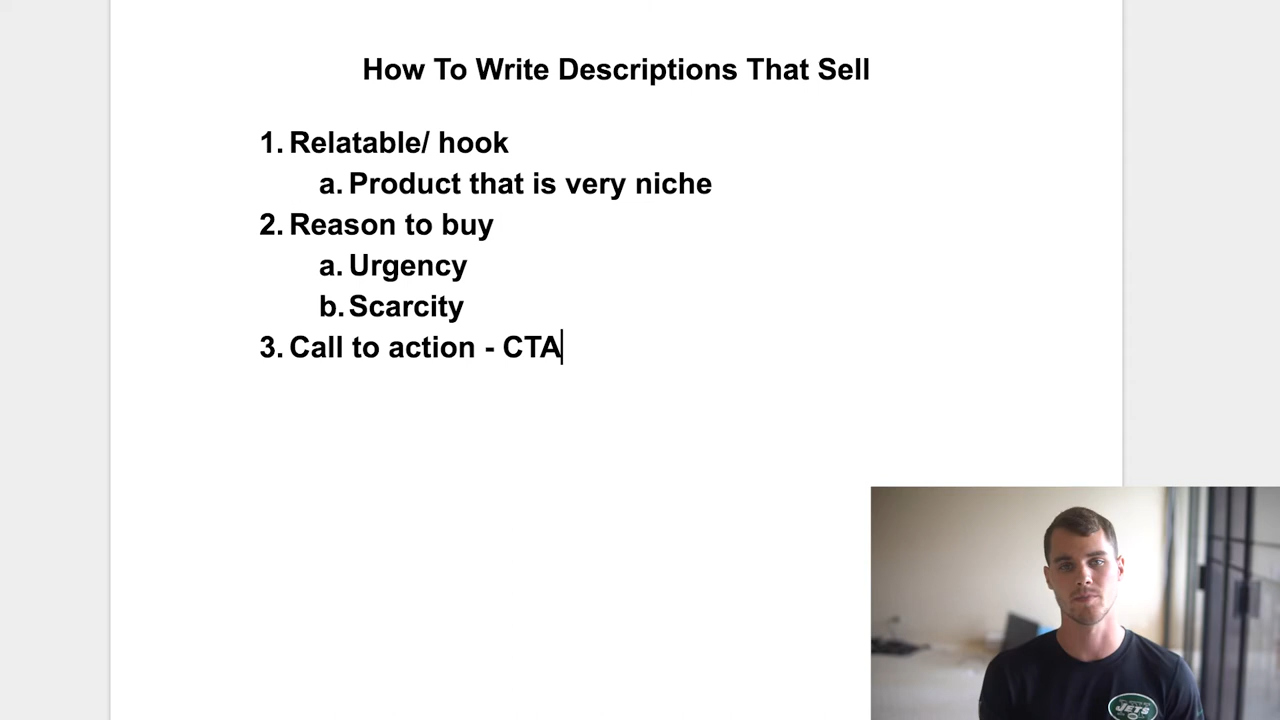 How To Write Descriptions That Sell
1. Relatable/ hook
a. Product that is very niche
2. Reason to buy
a. Urgency
b. Scarcity
3. Call to action - CTA
JETS